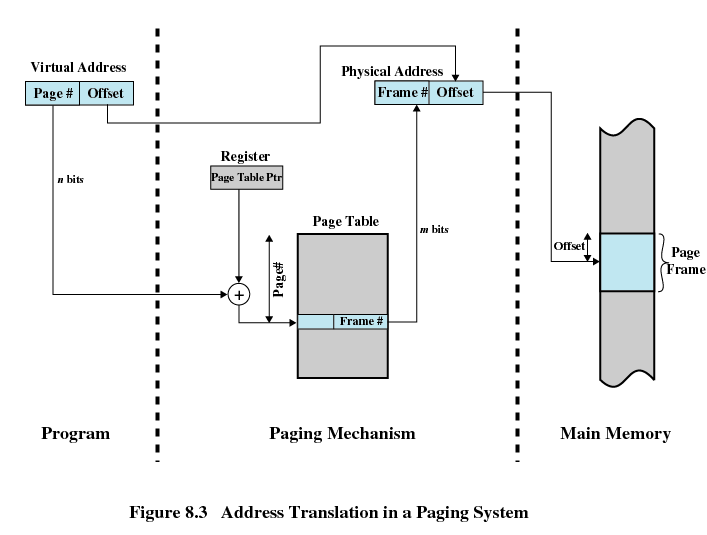 Virtual Address
Page # Offset
Physical Address
Frame # Offset
n bits
Register
Page Table Ptr
Page Table
m bits
Page#
+
Frame #
Offset
Page
Frame
Program
Paging Mechanism
Main Memory
Figure 8.3 Address Translation in a Paging System